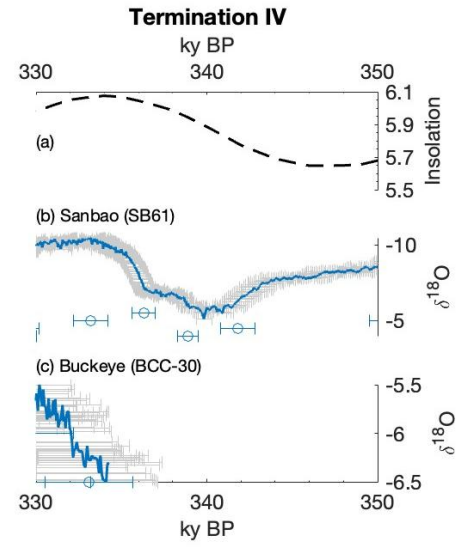 Termination IV
ky BP
330 340 350
6.1
(a)
5.9
5.7
5.5
Insolation
(b) Sanbao (SB61)
-10
-5
δ18O
(c) Buckeye (BCC-30)
-5.5
-6
-6.5
δ18O
330 340 350
ky BP